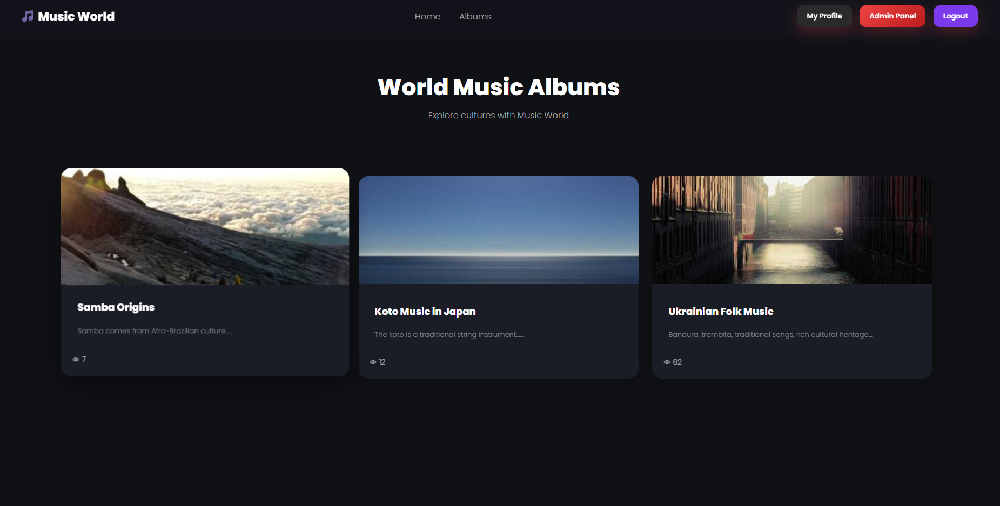 Music World
Home
Albums
My Profile
Admin Panel
Logout
World Music Albums
Explore cultures with Music World
Samba Origins
Samba comes from Afro-Brazilian culture......
7
Koto Music in Japan
The koto is a traditional string instrument......
12
Ukrainian Folk Music
Bandura, trembita, traditional songs, rich cultural heritage...
62